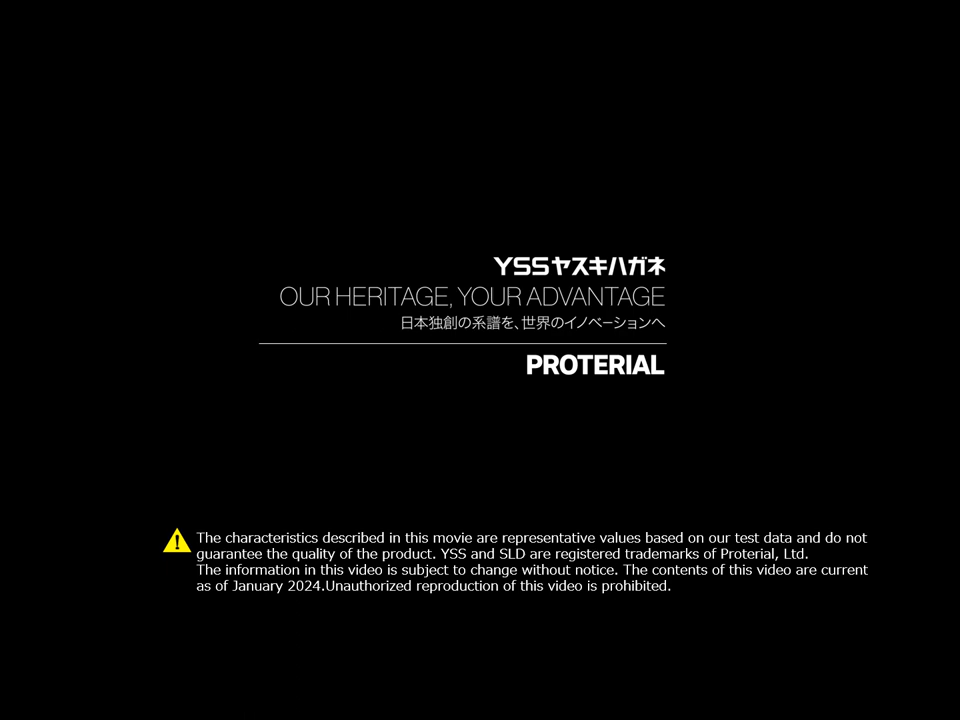 YSSヤスキハガネ
OUR HERITAGE, YOUR ADVANTAGE
日本独創の系譜を、世界のイノベーションへ
PROTERIAL
The characteristics described in this movie are representative values based on our test data and do not
guarantee the quality of the product. YSS and SLD are registered trademarks of Proterial, Ltd.
The information in this video is subject to change without notice. The contents of this video are current
as of January 2024.Unauthorized reproduction of this video is prohibited.